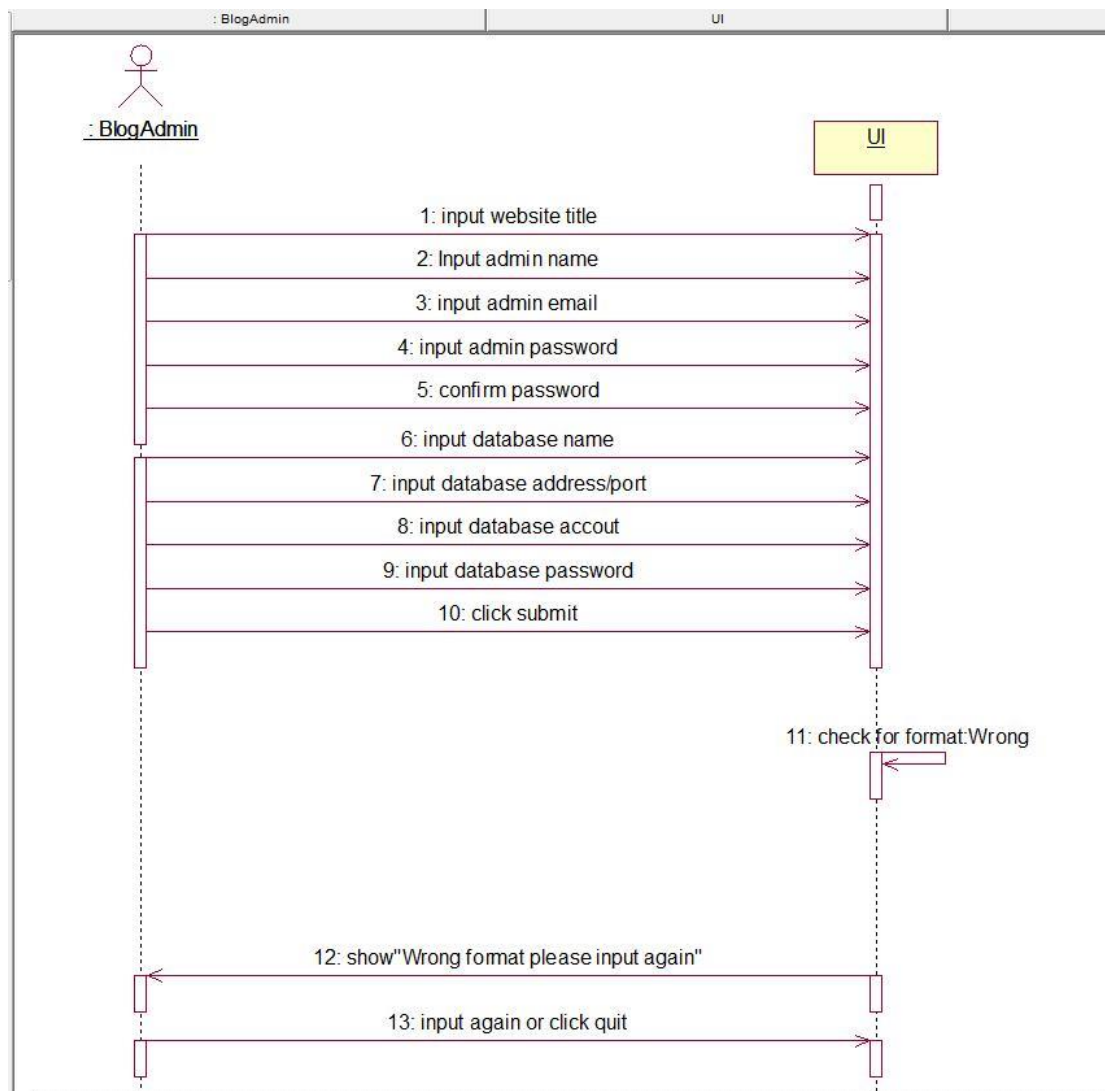 : BlogAdmin
UI
: BlogAdmin
UI
1: input website title
2: Input admin name
3: input admin email
4: input admin password
5: confirm password
6: input database name
7: input database address/port
8: input database accout
9: input database password
10: click submit
11: check for format:Wrong
12: show"Wrong format please input again"
13: input again or click quit